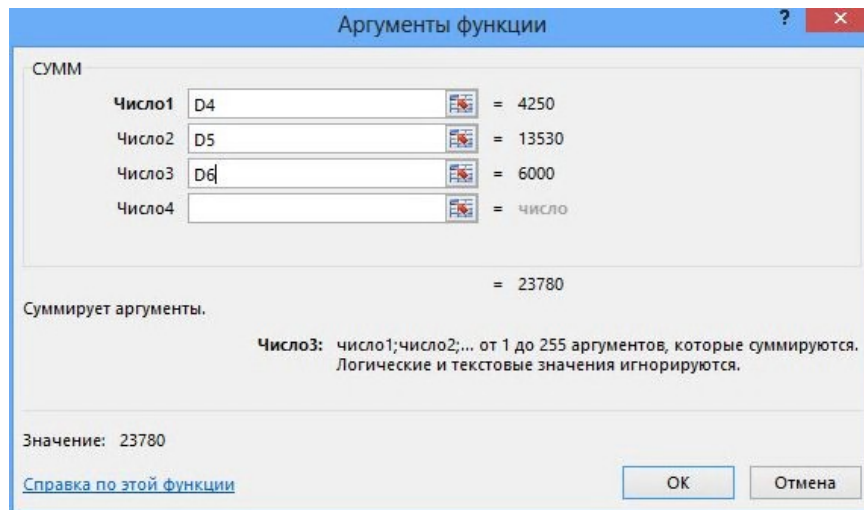 Аргументы функции
? ×
СУММ
Число1 D4 = 4250
Число2 D5 = 13530
Число3 D6 = 6000
Число4 = число
= 23780
Суммирует аргументы.
Число3: число1;число2;... от 1 до 255 аргументов, которые суммируются.
Логические и текстовые значения игнорируются.
Значение: 23780
Справка по этой функции
ОК Отмена